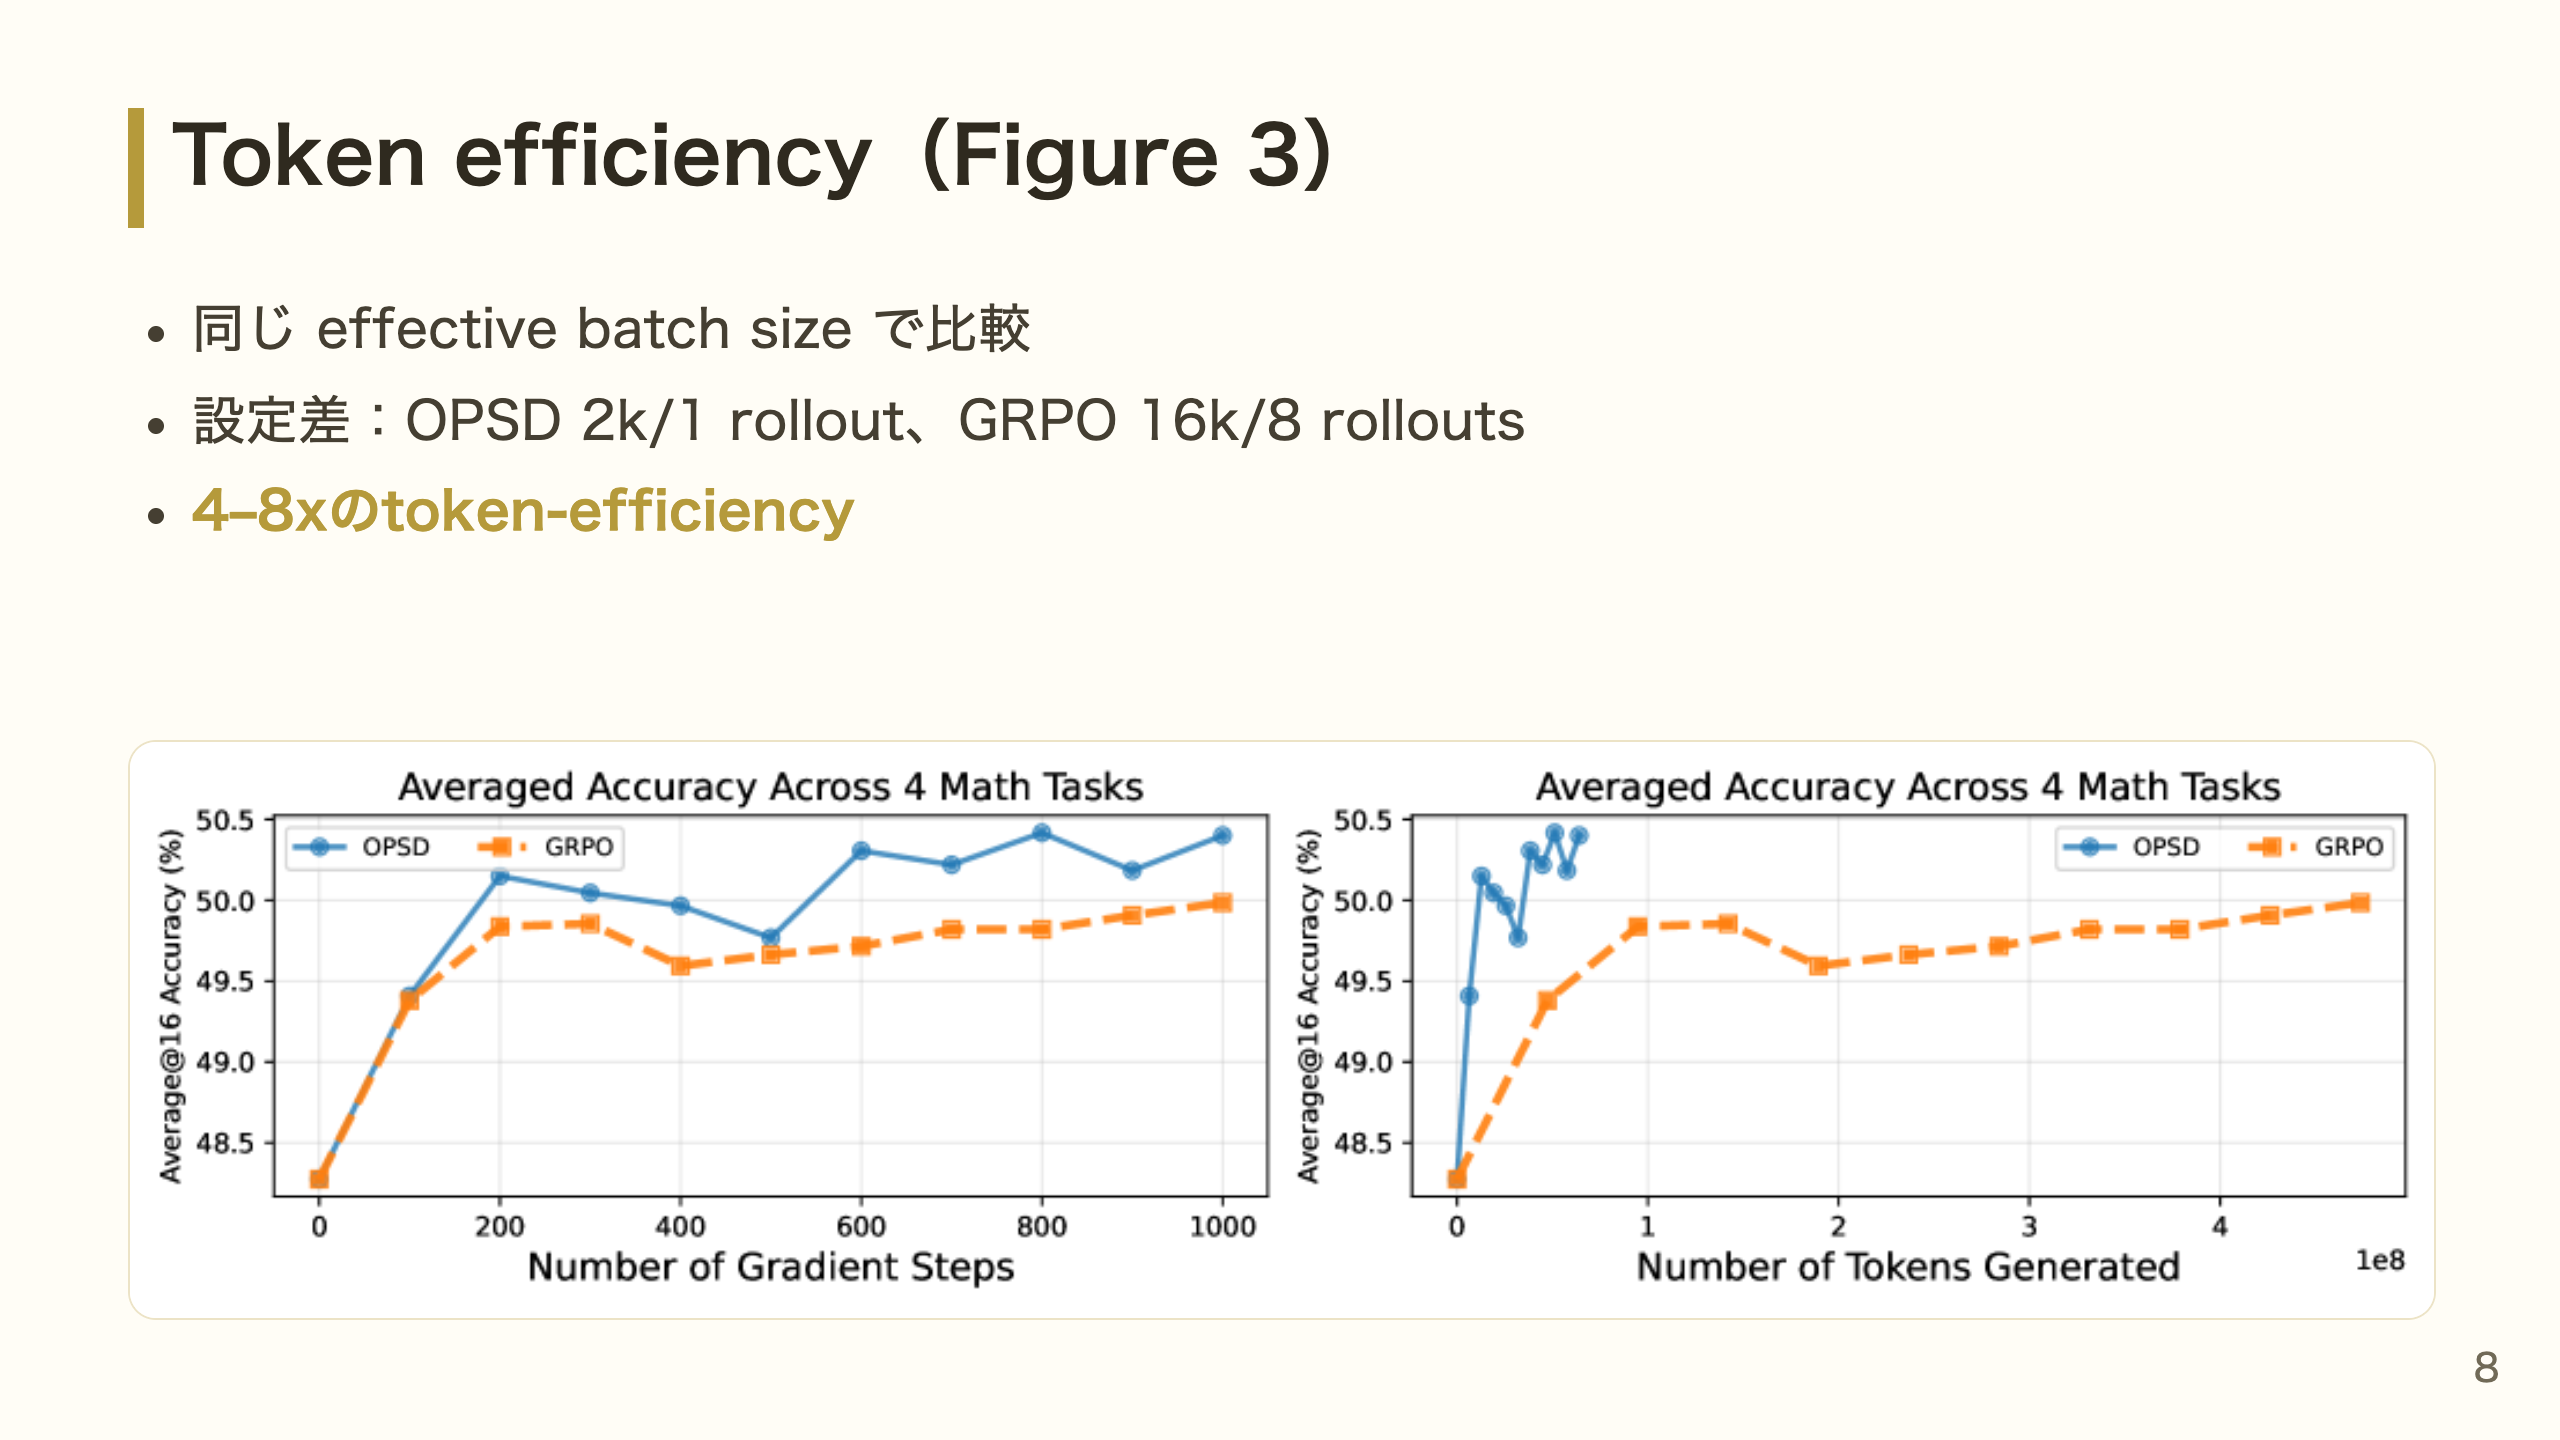 Token efficiency（Figure 3）
• 同じ effective batch size で比較
• 設定差：OPSD 2k/1 rollout、GRPO 16k/8 rollouts
• 4–8xのtoken-efficiency
Averaged Accuracy Across 4 Math Tasks
OPSD GRPO
Average@16 Accuracy (%)
50.5
50.0
49.5
49.0
48.5
0 200 400 600 800 1000
Number of Gradient Steps
Averaged Accuracy Across 4 Math Tasks
OPSD GRPO
Average@16 Accuracy (%)
50.5
50.0
49.5
49.0
48.5
0 1 2 3 4
1e8
Number of Tokens Generated
8